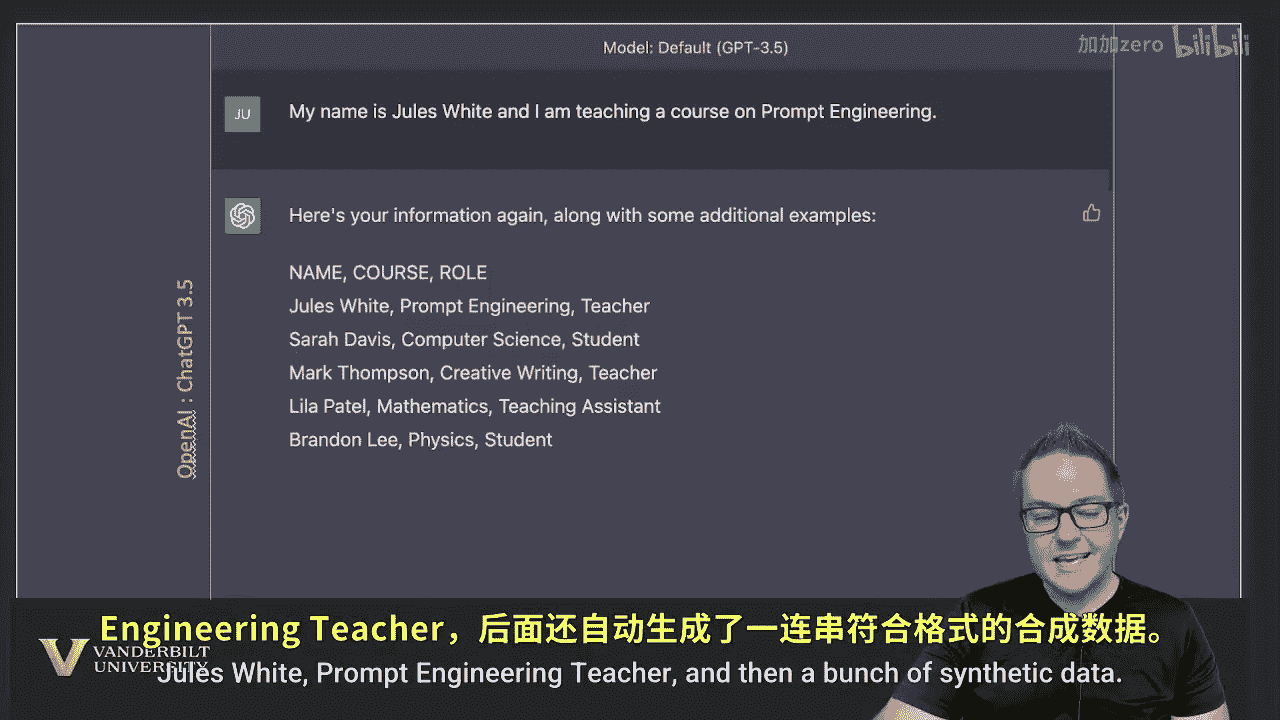 Model: Default (GPT-3.5)
加加zero bilibili
JU
My name is Jules White and I am teaching a course on Prompt Engineering.
Here's your information again, along with some additional examples:
NAME, COURSE, ROLE
Jules White, Prompt Engineering, Teacher
Sarah Davis, Computer Science, Student
Mark Thompson, Creative Writing, Teacher
Lila Patel, Mathematics, Teaching Assistant
Brandon Lee, Physics, Student
OpenAI : ChatGPT 3.5
Engineering Teacher，后面还自动生成了一连串符合格式的合成数据。
VANDERBILT
UNIVERSITY
Jules White, Prompt Engineering Teacher, and then a bunch of synthetic data.